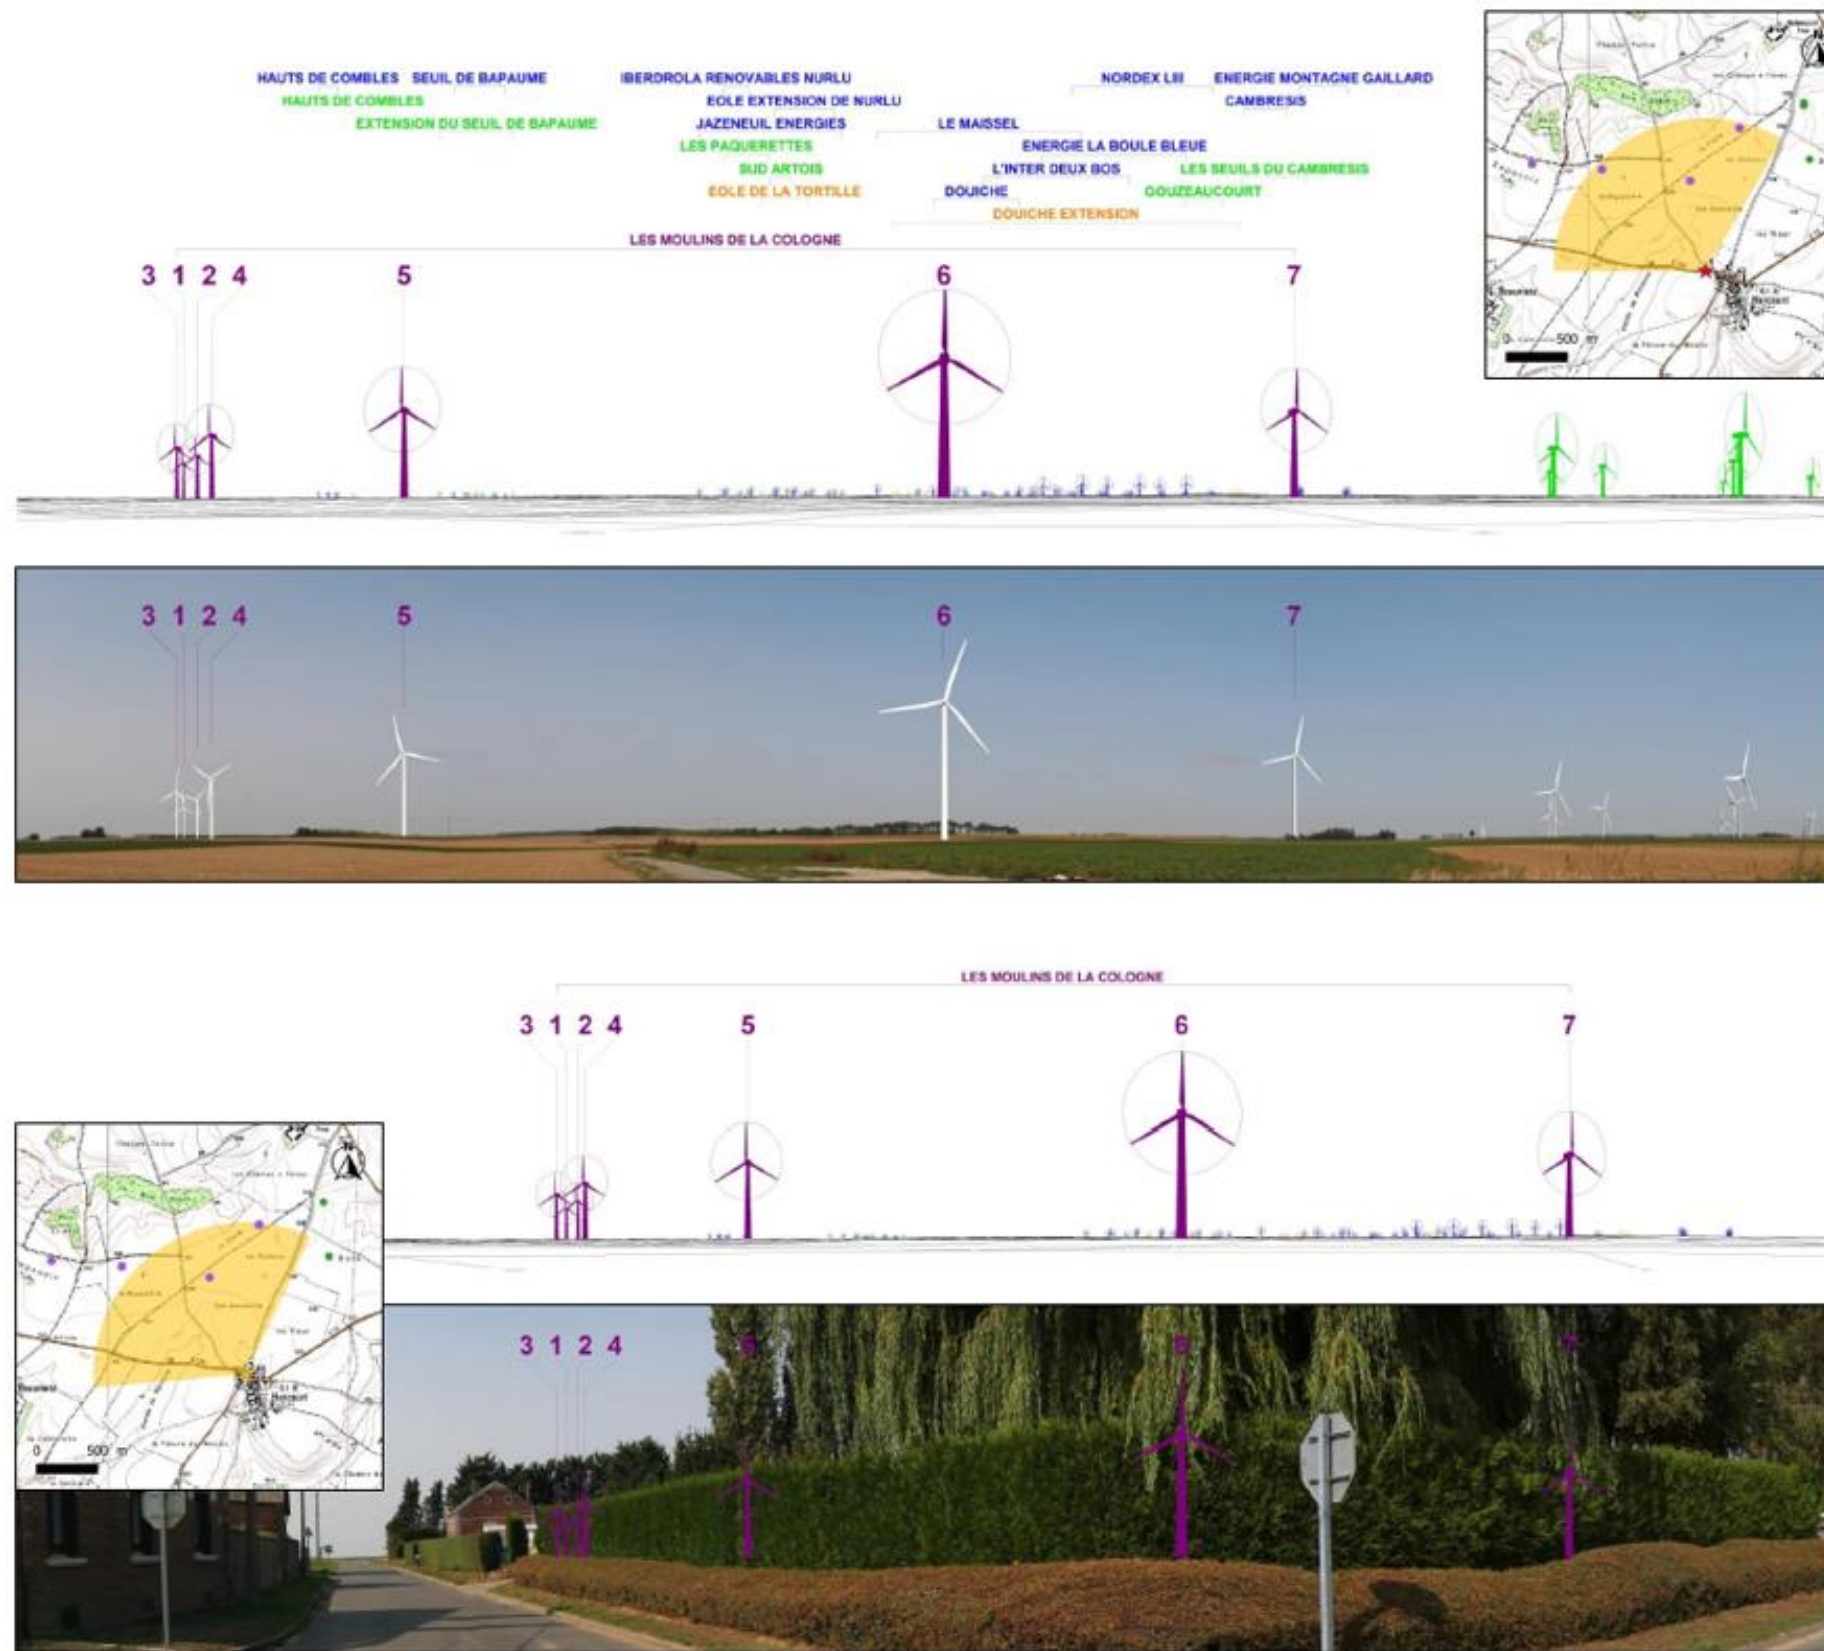 HAUTS DE COMBLES SEUIL DE BAPAUME IBERDROLA RENOVABLES NURLU NORDEX LIII ENERGIE MONTAGNE GAILLARD
HAUTS DE COMBLES EOLE EXTENSION DE NURLU CAMBRESIS
EXTENSION DU SEUIL DE BAPAUME JAZENEUIL ENERGIES LE MAISSEL
LES PAQUERETTES ENERGIE LA BOULE BLEUE
SUD ARTOIS L'INTER DEUX BOS LES SEUILS DU CAMBRESIS
EOLE DE LA TORTILLE DOUICHE GOUZEAUCOURT
DOUICHE EXTENSION
LES MOULINS DE LA COLOGNE
3 1 2 4 5 6 7
0 500 m
3 1 2 4 5 6 7
LES MOULINS DE LA COLOGNE
3 1 2 4 5 6 7
N
0 500 m
3 1 2 4 5 6 7